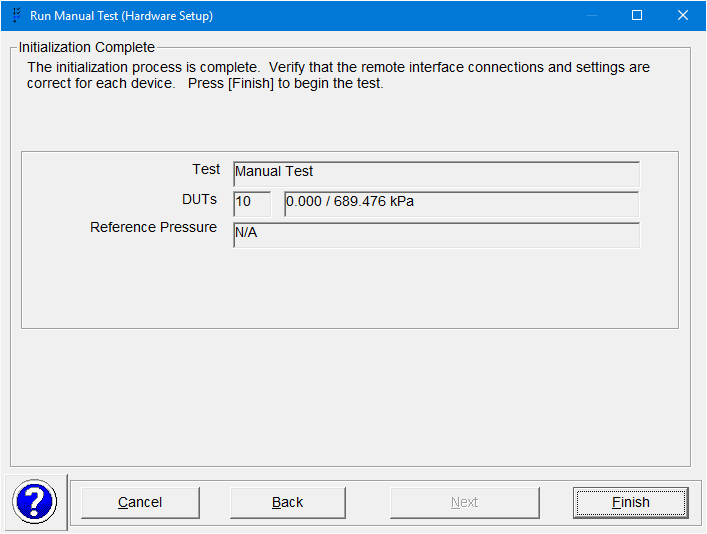 Run Manual Test (Hardware Setup)
Initialization Complete
The initialization process is complete.  Verify that the remote interface connections and settings are
correct for each device.   Press [Finish] to begin the test.
Test Manual Test
DUTs 10 0.000 / 689.476 kPa
Reference Pressure N/A
? Cancel Back Next Finish